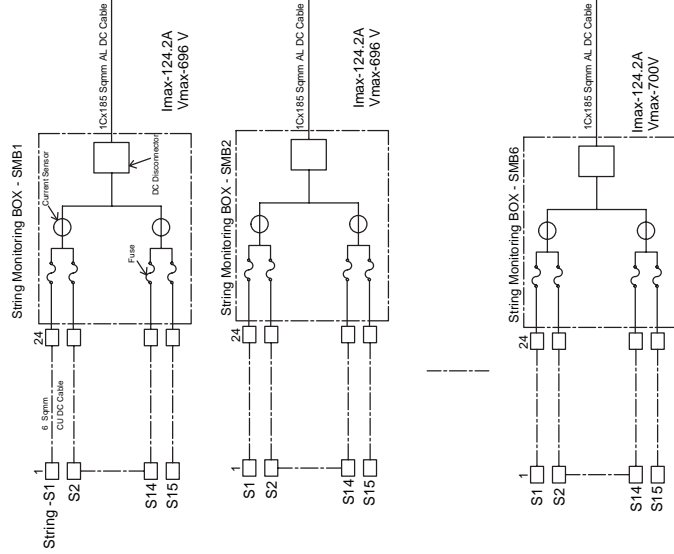 String Monitoring BOX - SMB1
Current Sensor
DC Disconnector
Fuse
1Cx185 Sqmm AL DC Cable
Imax-124.2A
Vmax-696 V
24
6 Sqmm
CU DC Cable
1
String -S1
S2
S14
S15
String Monitoring BOX - SMB2
1Cx185 Sqmm AL DC Cable
Imax-124.2A
Vmax-696 V
24
1
S1
S2
S14
S15
String Monitoring BOX - SMB6
1Cx185 Sqmm AL DC Cable
Imax-124.2A
Vmax-700V
24
1
S1
S2
S14
S15